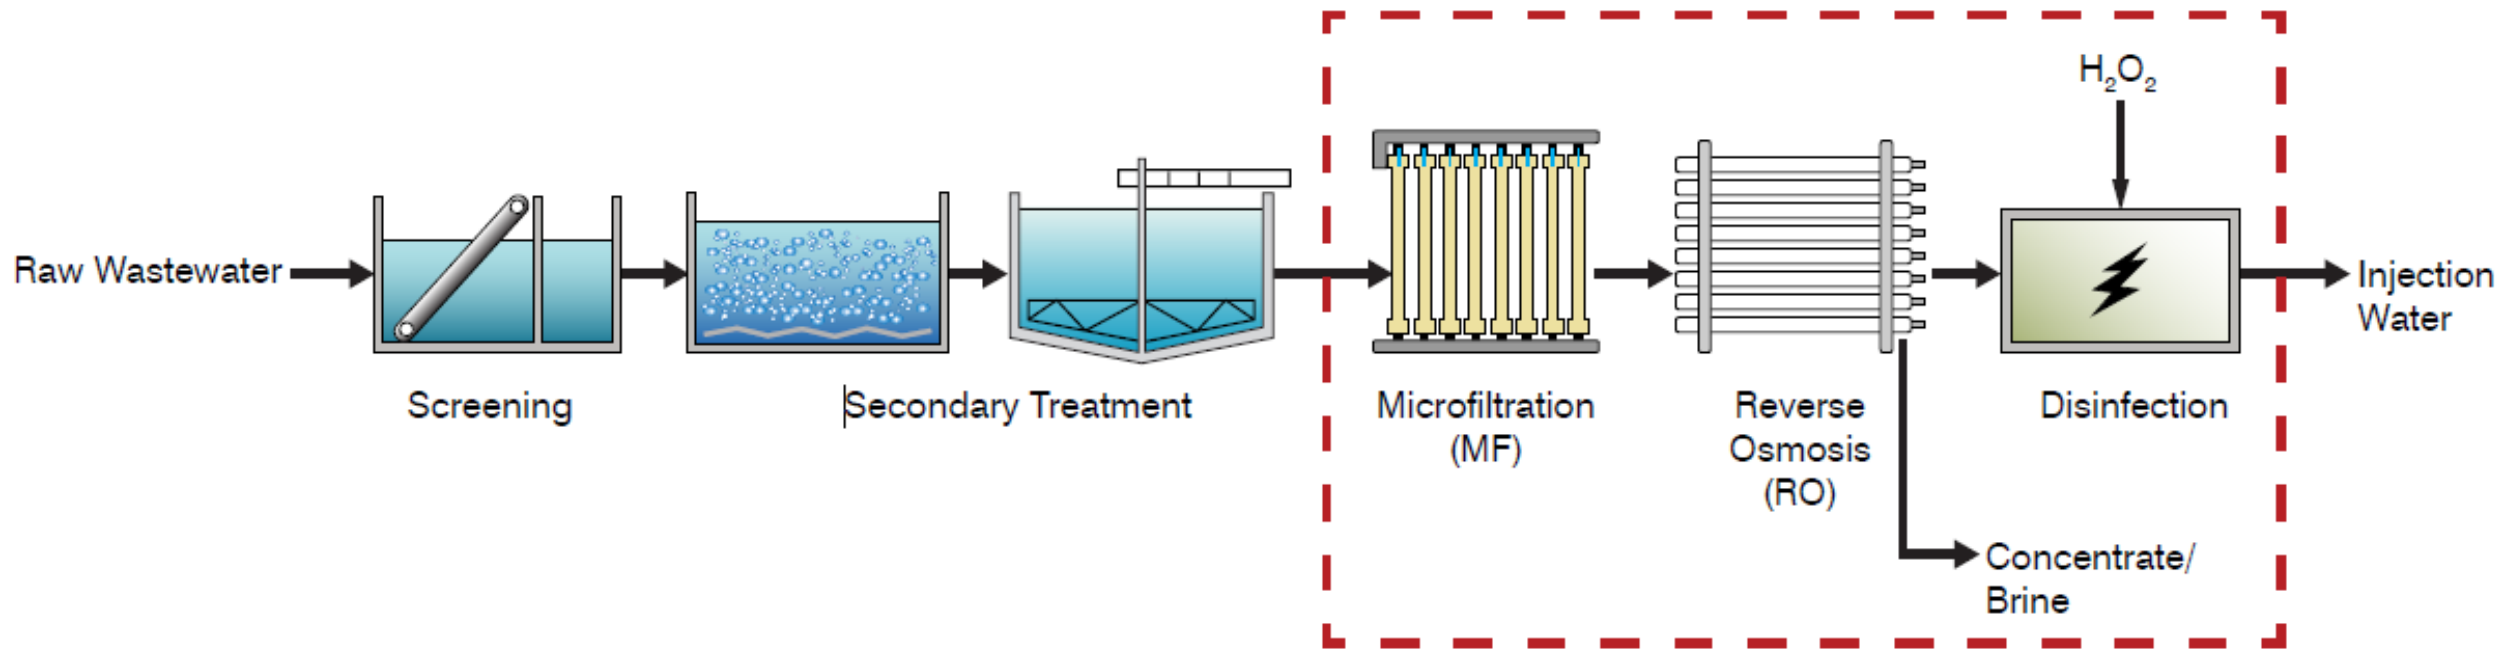 H₂O₂
Raw Wastewater
Injection
Water
Screening
Secondary Treatment
Microfiltration
(MF)
Reverse
Osmosis
(RO)
Disinfection
Concentrate/
Brine